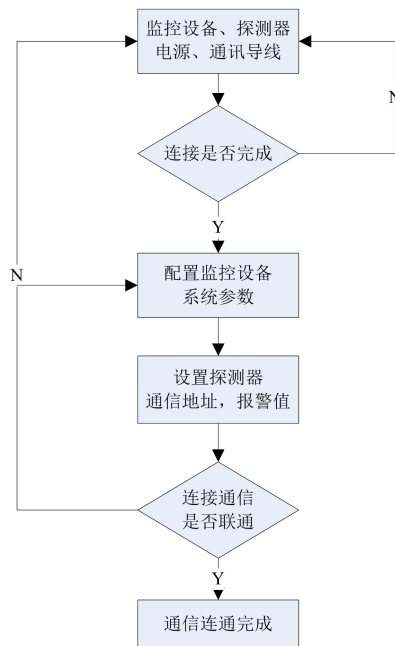 监控设备、探测器
电源、通讯导线
N
连接是否完成
Y
配置监控设备
系统参数
N
设置探测器
通信地址，报警值
连接通信
是否联通
Y
通信连通完成